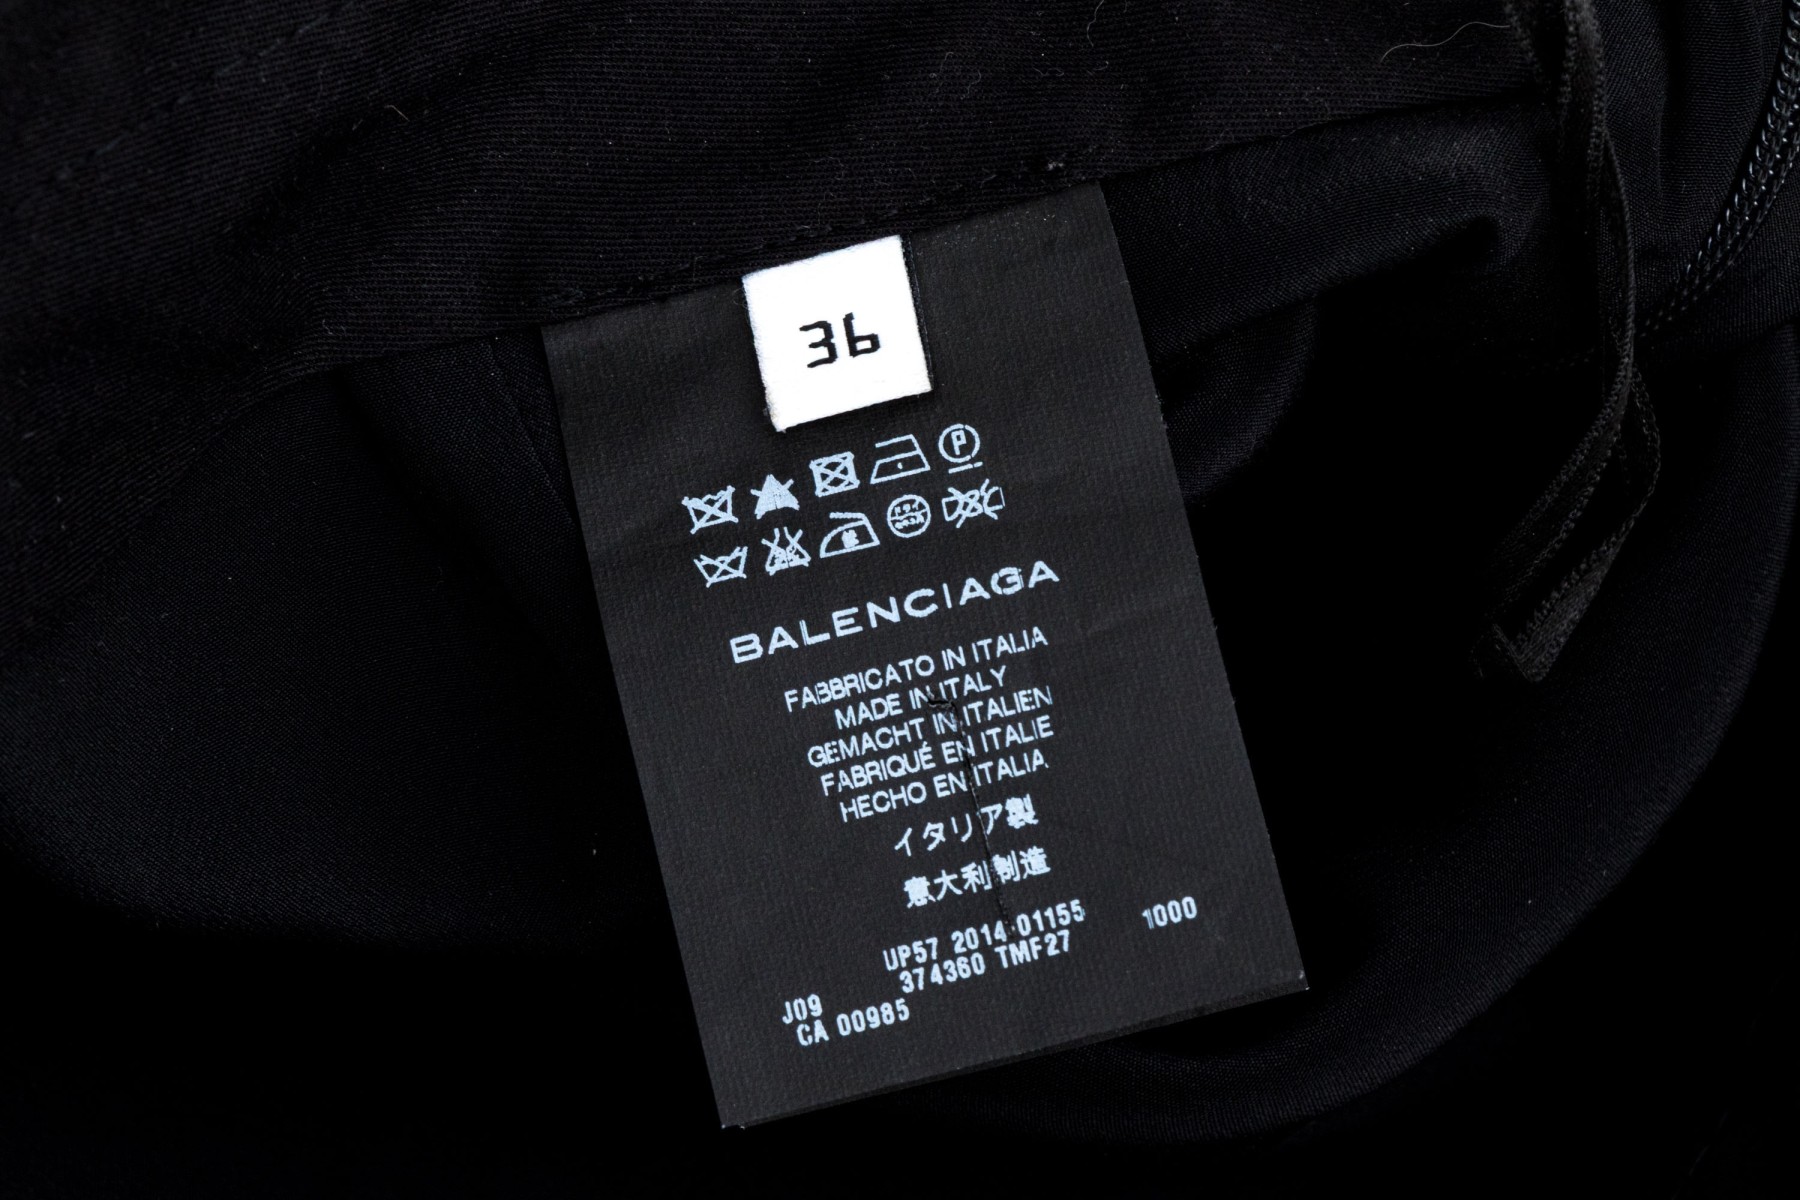 36
P
BALENCIAGA
FABBRICATO IN ITALIA
MADE IN ITALY
GEMACHT IN ITALIEN
FABRIQUÉ EN ITALIE
HECHO EN ITALIA
イタリア製
意大利制造
UP57 2014 01155 1000
374360 TMF27
J09
CA 00985